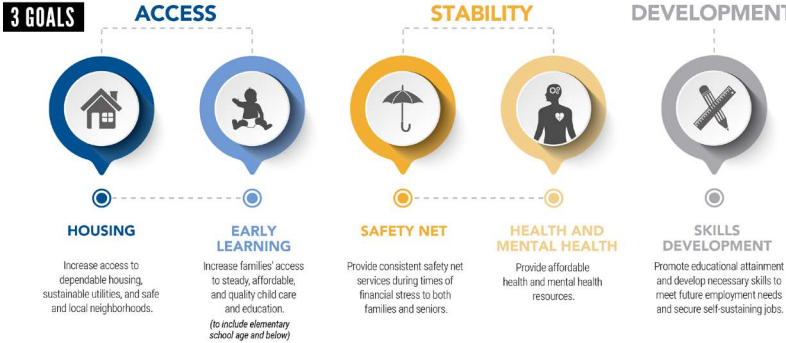 3 GOALS
ACCESS
STABILITY
DEVELOPMENT
HOUSING
Increase access to
dependable housing,
sustainable utilities, and safe
and local neighborhoods.
EARLY
LEARNING
Increase families' access
to steady, affordable,
and quality child care
and education.
(to include elementary
school age and below)
SAFETY NET
Provide consistent safety net
services during times of
financial stress to both
families and seniors.
HEALTH AND
MENTAL HEALTH
Provide affordable
health and mental health
resources.
SKILLS
DEVELOPMENT
Promote educational attainment
and develop necessary skills to
meet future employment needs
and secure self-sustaining jobs.